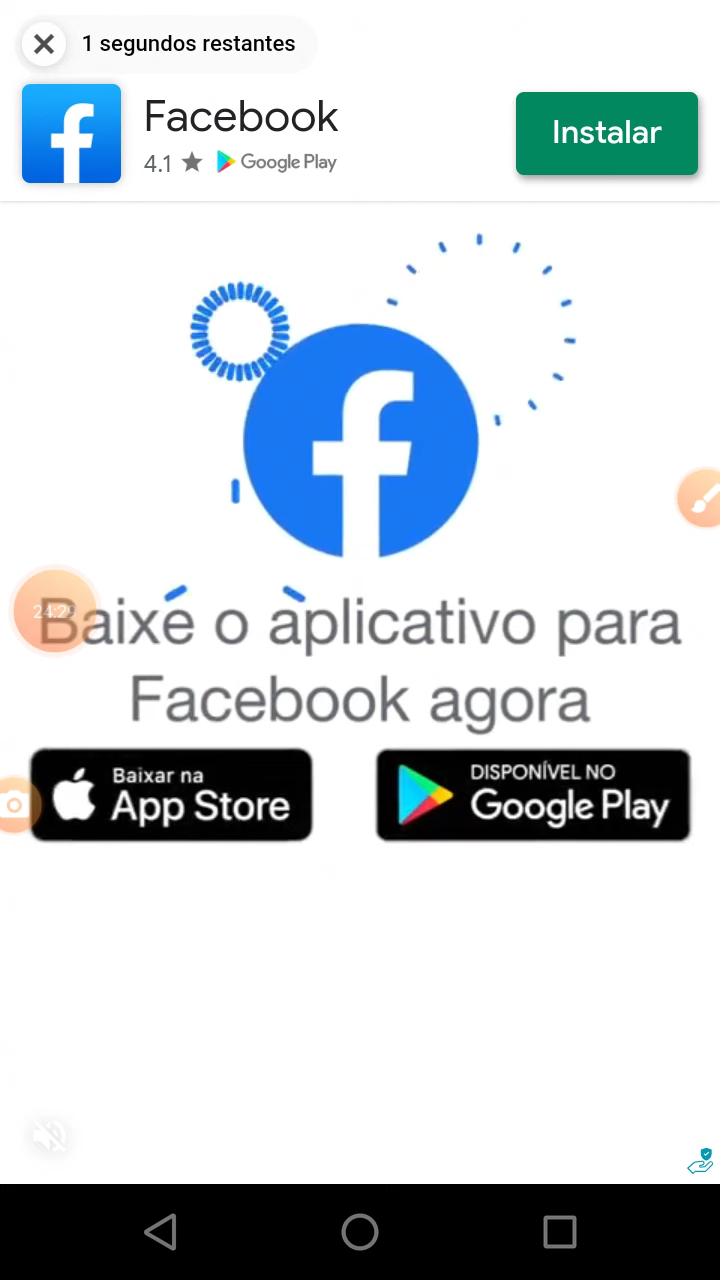 1 segundos restantes
Facebook
4.1 ★ Google Play
Instalar
24:29
Baixe o aplicativo para
Facebook agora
Baixar na
App Store
DISPONÍVEL NO
Google Play